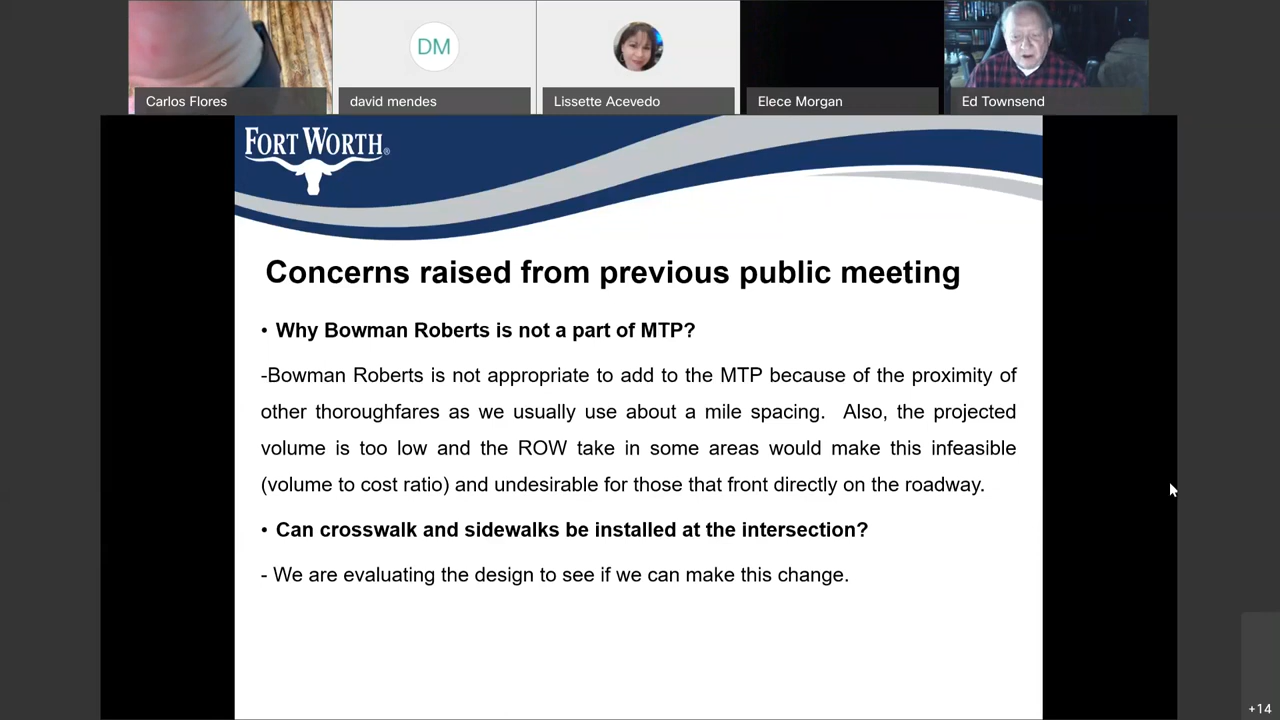 DM
Carlos Flores
david mendes
Lissette Acevedo
Elece Morgan
Ed Townsend
FORT WORTH®
Concerns raised from previous public meeting
• Why Bowman Roberts is not a part of MTP?
-Bowman Roberts is not appropriate to add to the MTP because of the proximity of
other thoroughfares as we usually use about a mile spacing. Also, the projected
volume is too low and the ROW take in some areas would make this infeasible
(volume to cost ratio) and undesirable for those that front directly on the roadway.
• Can crosswalk and sidewalks be installed at the intersection?
- We are evaluating the design to see if we can make this change.
+14